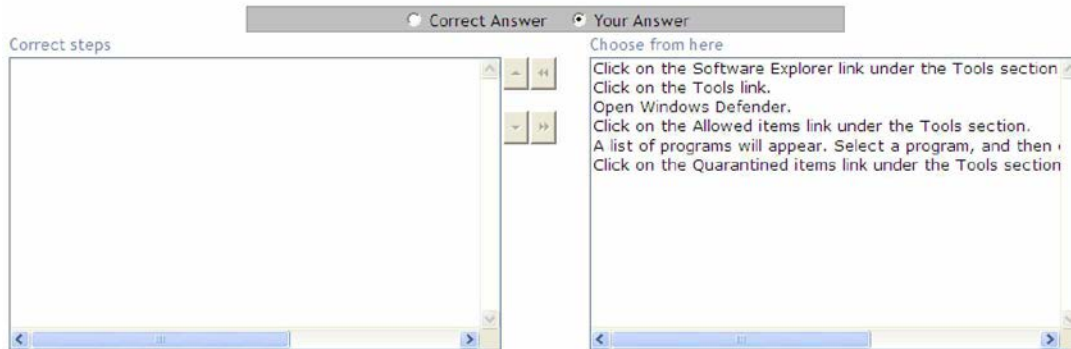 Correct Answer Your Answer
Correct steps
Choose from here
Click on the Software Explorer link under the Tools section
Click on the Tools link.
Open Windows Defender.
Click on the Allowed items link under the Tools section.
A list of programs will appear. Select a program, and then
Click on the Quarantined items link under the Tools section